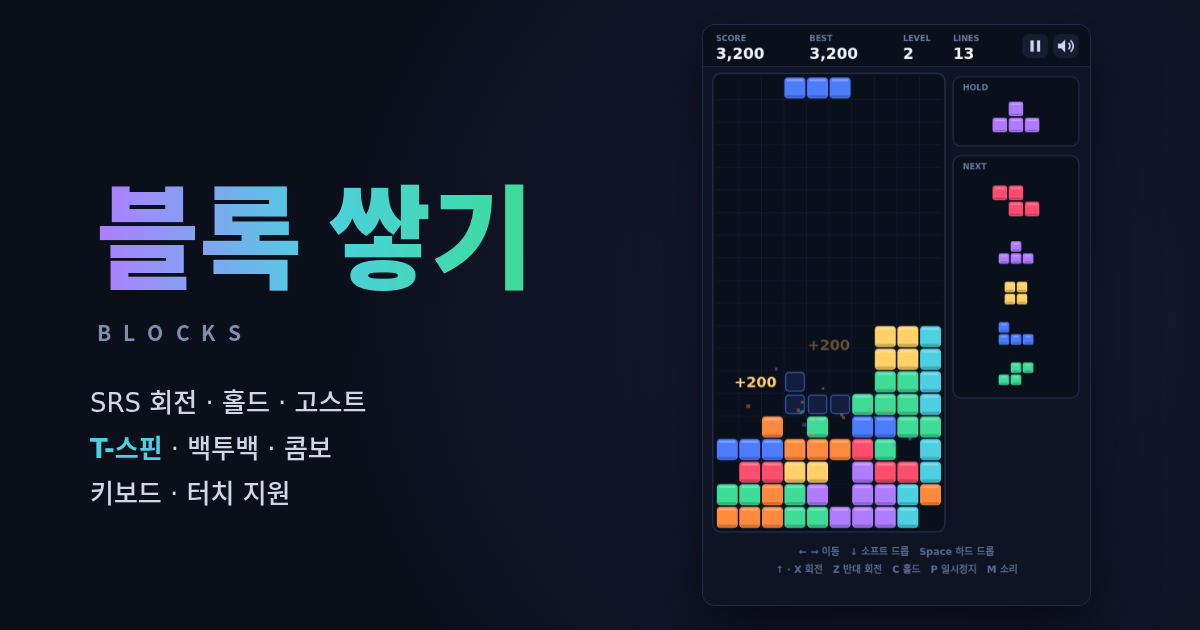 블록 쌓기
BLOCKS
SRS 회전 · 홀드 · 고스트
T-스핀 · 백투백 · 콤보
키보드 · 터치 지원
SCORE BEST LEVEL LINES
3,200 3,200 2 13
HOLD
NEXT
+200
+200
← → 이동 ↓ 소프트 드롭 Space 하드 드롭
↑ · X 회전 Z 반대 회전 C 홀드 P 일시정지 M 소리